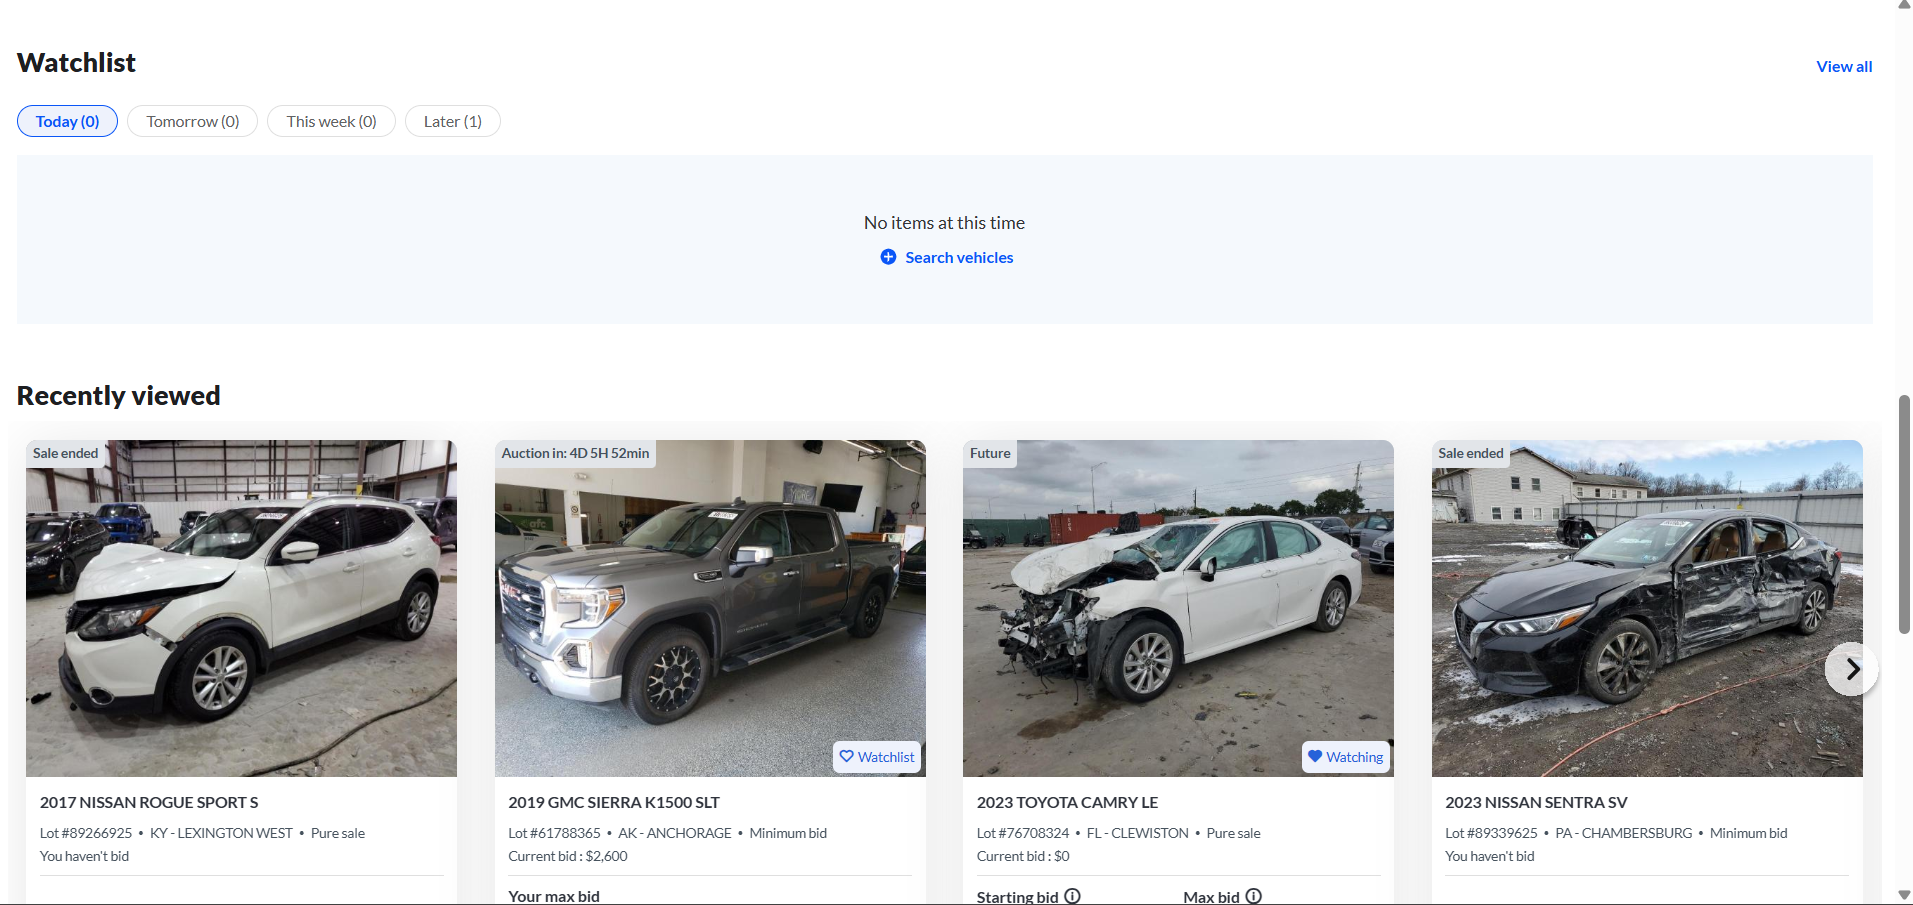 Watchlist
View all
Today (0)
Tomorrow (0)
This week (0)
Later (1)
No items at this time
Search vehicles
Recently viewed
Sale ended
2017 NISSAN ROGUE SPORT S
Lot #89266925 • KY - LEXINGTON WEST • Pure sale
You haven't bid
Auction in: 4D 5H 52min
Watchlist
2019 GMC SIERRA K1500 SLT
Lot #61788365 • AK - ANCHORAGE • Minimum bid
Current bid : $2,600
Your max bid
Future
Watching
2023 TOYOTA CAMRY LE
Lot #76708324 • FL - CLEWISTON • Pure sale
Current bid : $0
Starting bid
Max bid
Sale ended
2023 NISSAN SENTRA SV
Lot #89339625 • PA - CHAMBERSBURG • Minimum bid
You haven't bid